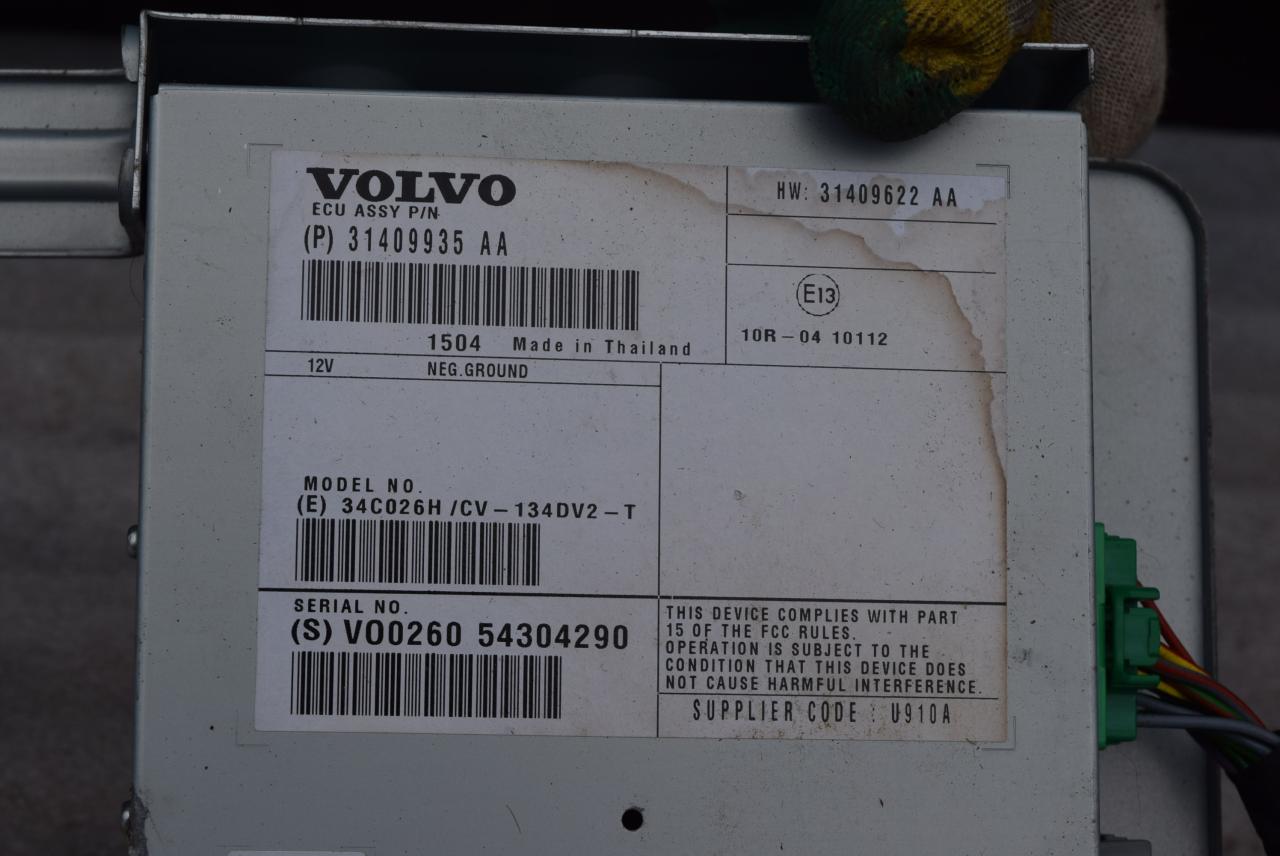 VOLVO
ECU ASSY P/N
(P) 31409935 AA
1504 Made in Thailand
HW: 31409622 AA
E13
10R-04 10112
12V NEG.GROUND
MODEL NO.
(E) 34C026H /CV-134DV2-T
SERIAL NO.
(S) VO0260 54304290
THIS DEVICE COMPLIES WITH PART
15 OF THE FCC RULES.
OPERATION IS SUBJECT TO THE
CONDITION THAT THIS DEVICE DOES
NOT CAUSE HARMFUL INTERFERENCE.
SUPPLIER CODE : U910A